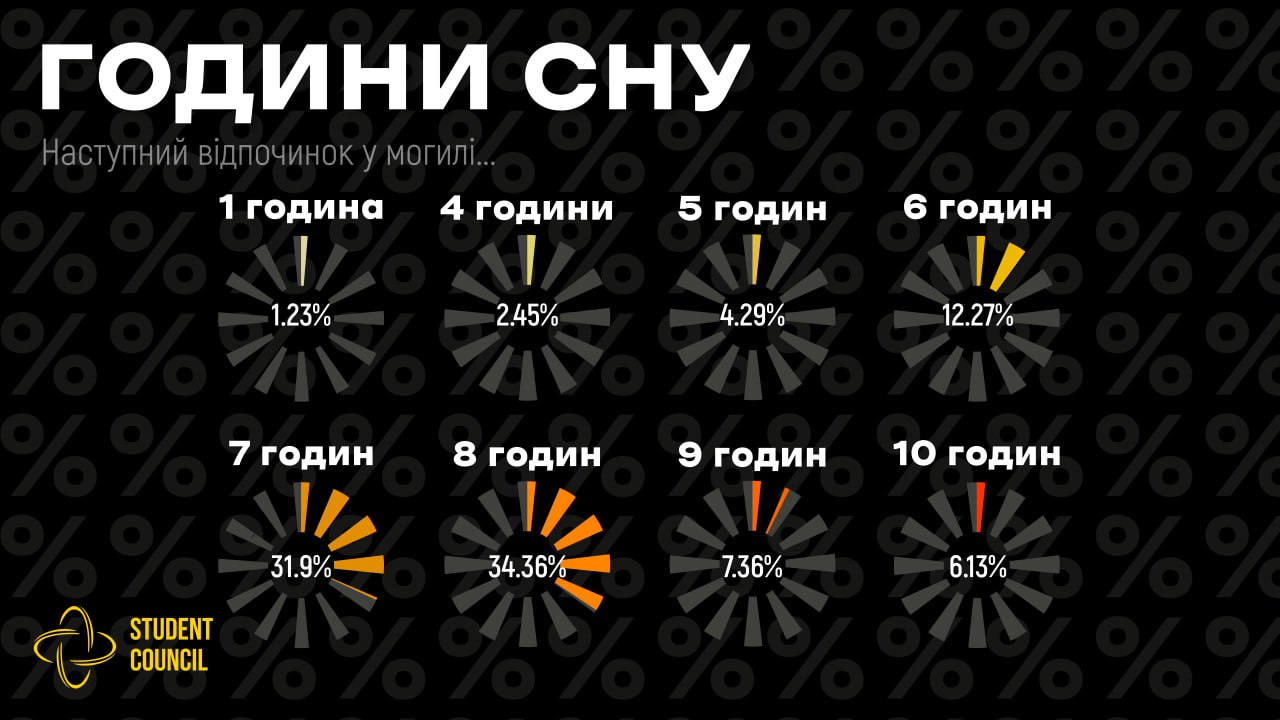 ГОДИНИ СНУ
Наступний відпочинок у могилі...
1 година
4 години
5 годин
6 годин
1.23%
2.45%
4.29%
12.27%
7 годин
8 годин
9 годин
10 годин
31.9%
34.36%
7.36%
6.13%
STUDENT
COUNCIL